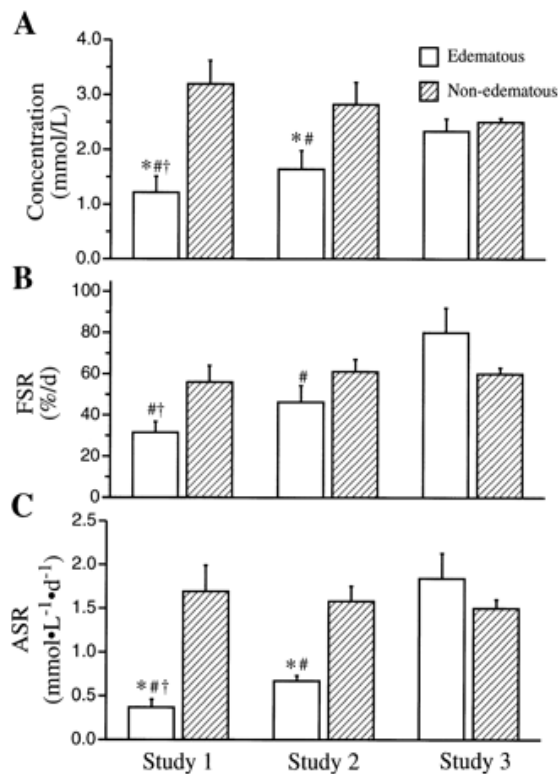 A
Concentration
(mmol/L)
4.0
3.0
2.0
1.0
0.0
Edematous
Non-edematous
*#†
*#
B
FSR
(%/d)
100
80
60
40
20
0
#†
#
C
ASR
(mmol•L⁻¹•d⁻¹)
2.5
2.0
1.5
1.0
0.5
0.0
*#†
*#
Study 1 Study 2 Study 3